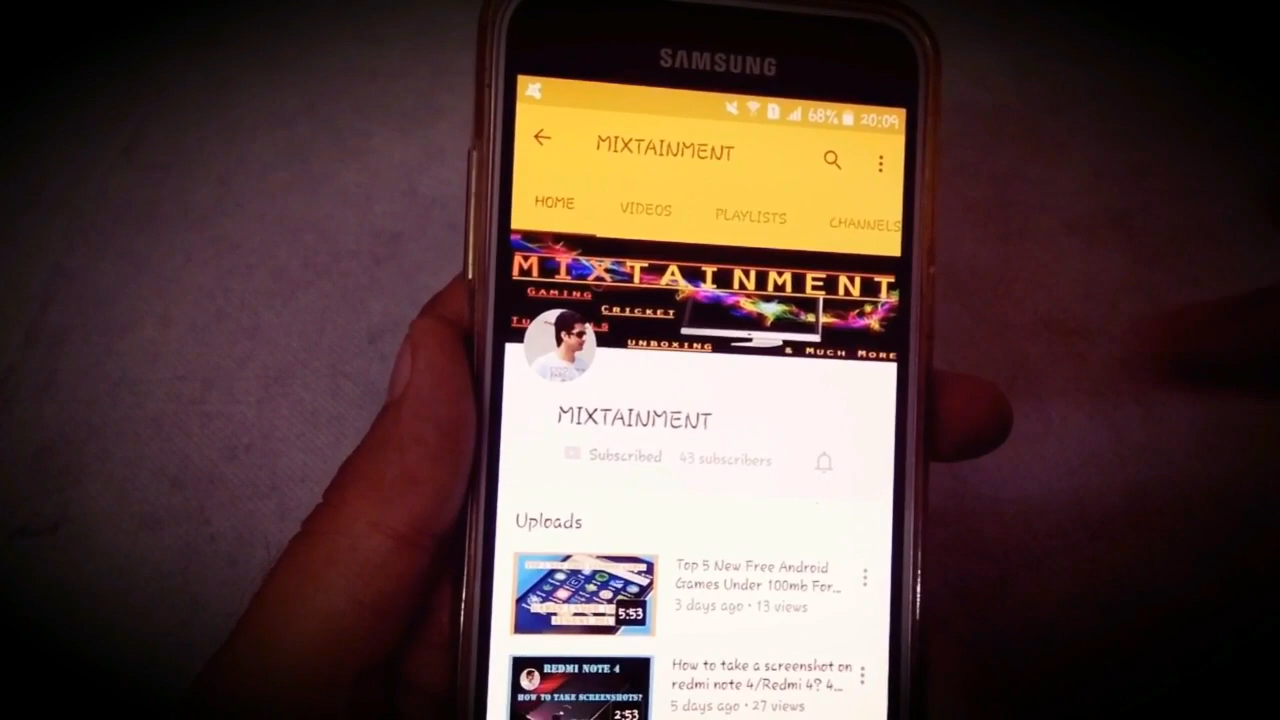 SAMSUNG
68% 20:09
MIXTAINMENT
HOME VIDEOS PLAYLISTS CHANNELS
MIXTAINMENT
GAMING
CRICKET
UNBOXING
& MUCH MORE
MIXTAINMENT
Subscribed 43 subscribers
Uploads
Top 5 New Free Android
Games Under 100mb For...
3 days ago • 13 views
5:53
How to take a screenshot on
redmi note 4/Redmi 4? 4...
5 days ago • 27 views
REDMI NOTE 4
HOW TO TAKE SCREENSHOTS?
2:53